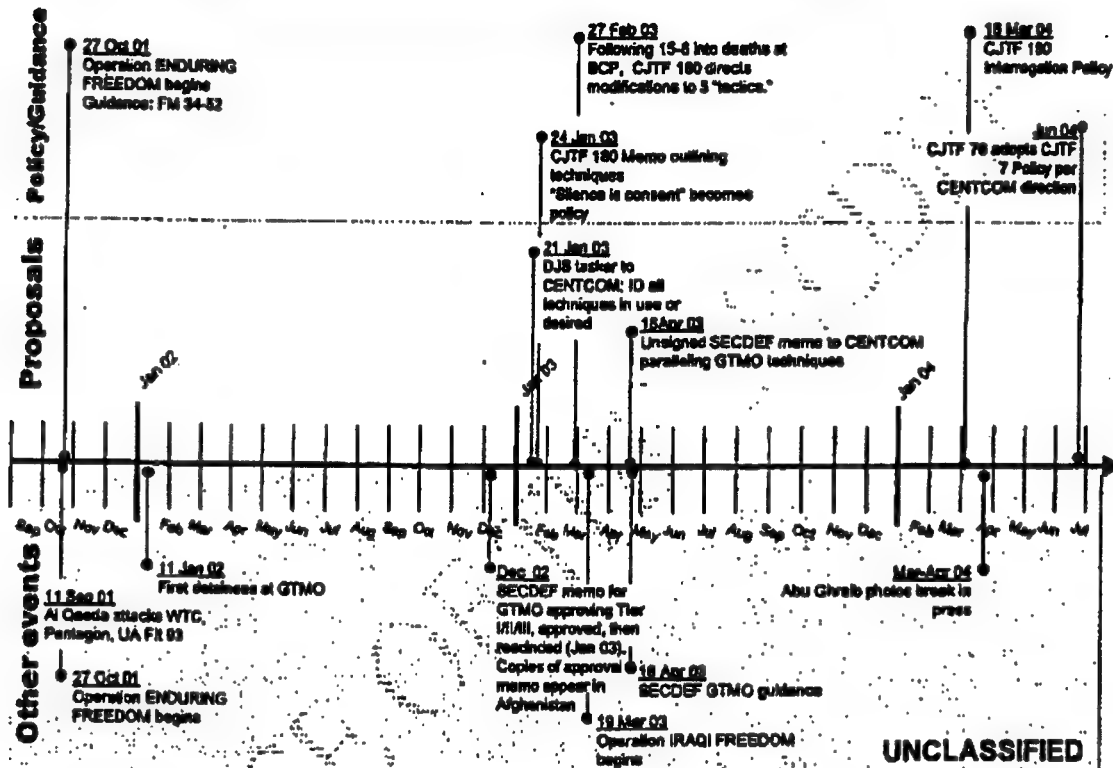 Policy/Guidance
27 Oct 01
Operation ENDURING
FREEDOM begins
Guidance: FM 34-52
27 Feb 03
Following 15-6 into deaths at
BCP, CJTF 180 directs
modifications to 5 "tactics."
24 Jan 03
CJTF 180 Memo outlining
techniques
"Silence is consent" becomes
policy
CJTF 180
Interrogation Policy
Jun 04
CJTF 76 adopts CJTF
7 Policy per
CENTCOM direction
Proposals
21 Jan 03
DJS tasker to
CENTCOM; ID all
techniques in use or
desired
Unsigned SECDEF memo to CENTCOM
paralleling GTMO techniques
Jan 02
Jan 03
Jan 04
Sep Oct Nov Dec Feb Mar Apr May Jun Jul Aug Sep Oct Nov Dec Feb Mar Apr May Jun Jul Aug Sep Oct Nov Dec Feb Mar Apr May Jun Jul
Other events
11 Sep 01
Al Qaeda attacks WTC,
Pentagon, UA Flt 93
27 Oct 01
Operation ENDURING
FREEDOM begins
11 Jan 02
First detainees at GTMO
Dec 02
SECDEF memo for
GTMO approving Tier
I/II/III, approved, then
rescinded (Jan 03).
Copies of approval
memo appear in
Afghanistan
16 Apr 03
SECDEF GTMO guidance
19 Mar 03
Operation IRAQI FREEDOM
begins
Mar-Apr 04
Abu Ghraib photos break in
press
UNCLASSIFIED